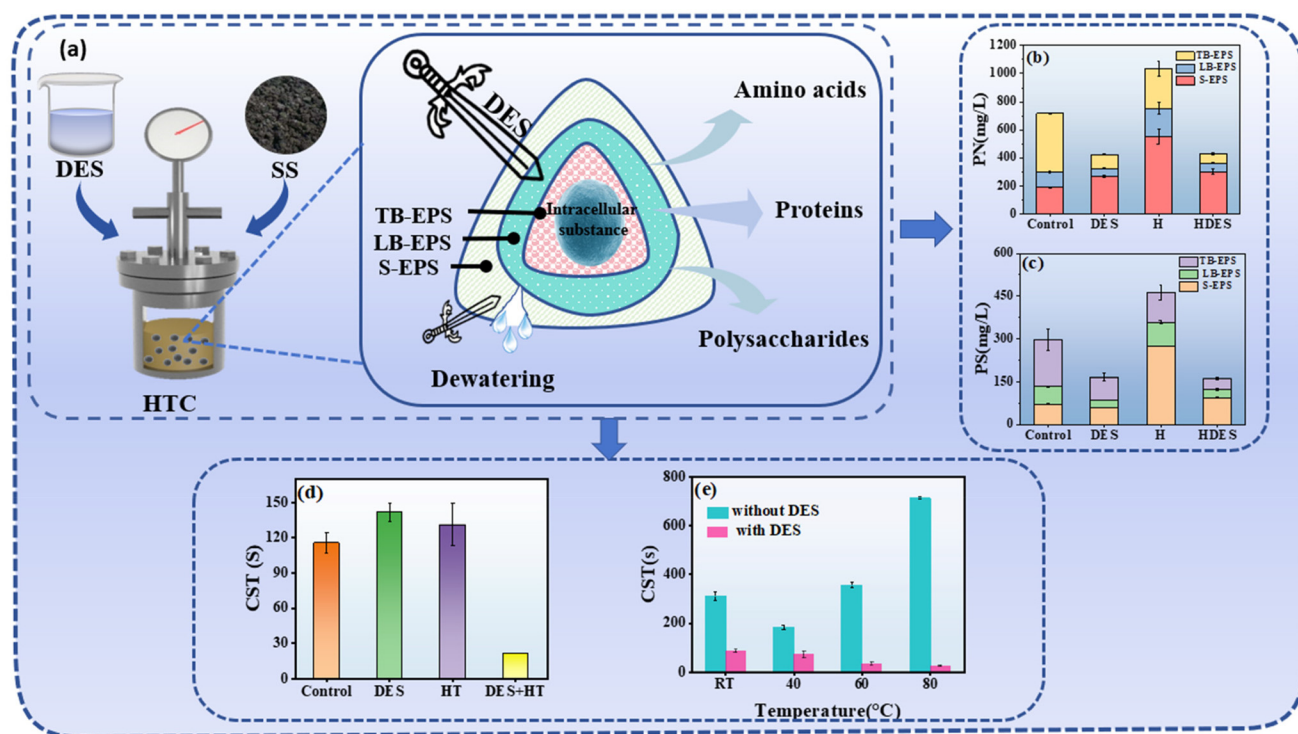 (a)
DES
SS
HTC
DES
TB-EPS
LB-EPS
S-EPS
Intracellular
substance
Dewatering
Amino acids
Proteins
Polysaccharides
(b)
TB-EPS
LB-EPS
S-EPS
PN(mg/L)
1200
1000
800
600
400
200
0
Control DES H HDES
(c)
TB-EPS
LB-EPS
S-EPS
PS(mg/L)
600
450
300
150
0
Control DES H HDES
(d)
CST (S)
150
120
90
60
30
0
Control DES HT DES+HT
(e)
without DES
with DES
CST(s)
800
600
400
200
0
RT 40 60 80
Temperature(°C)